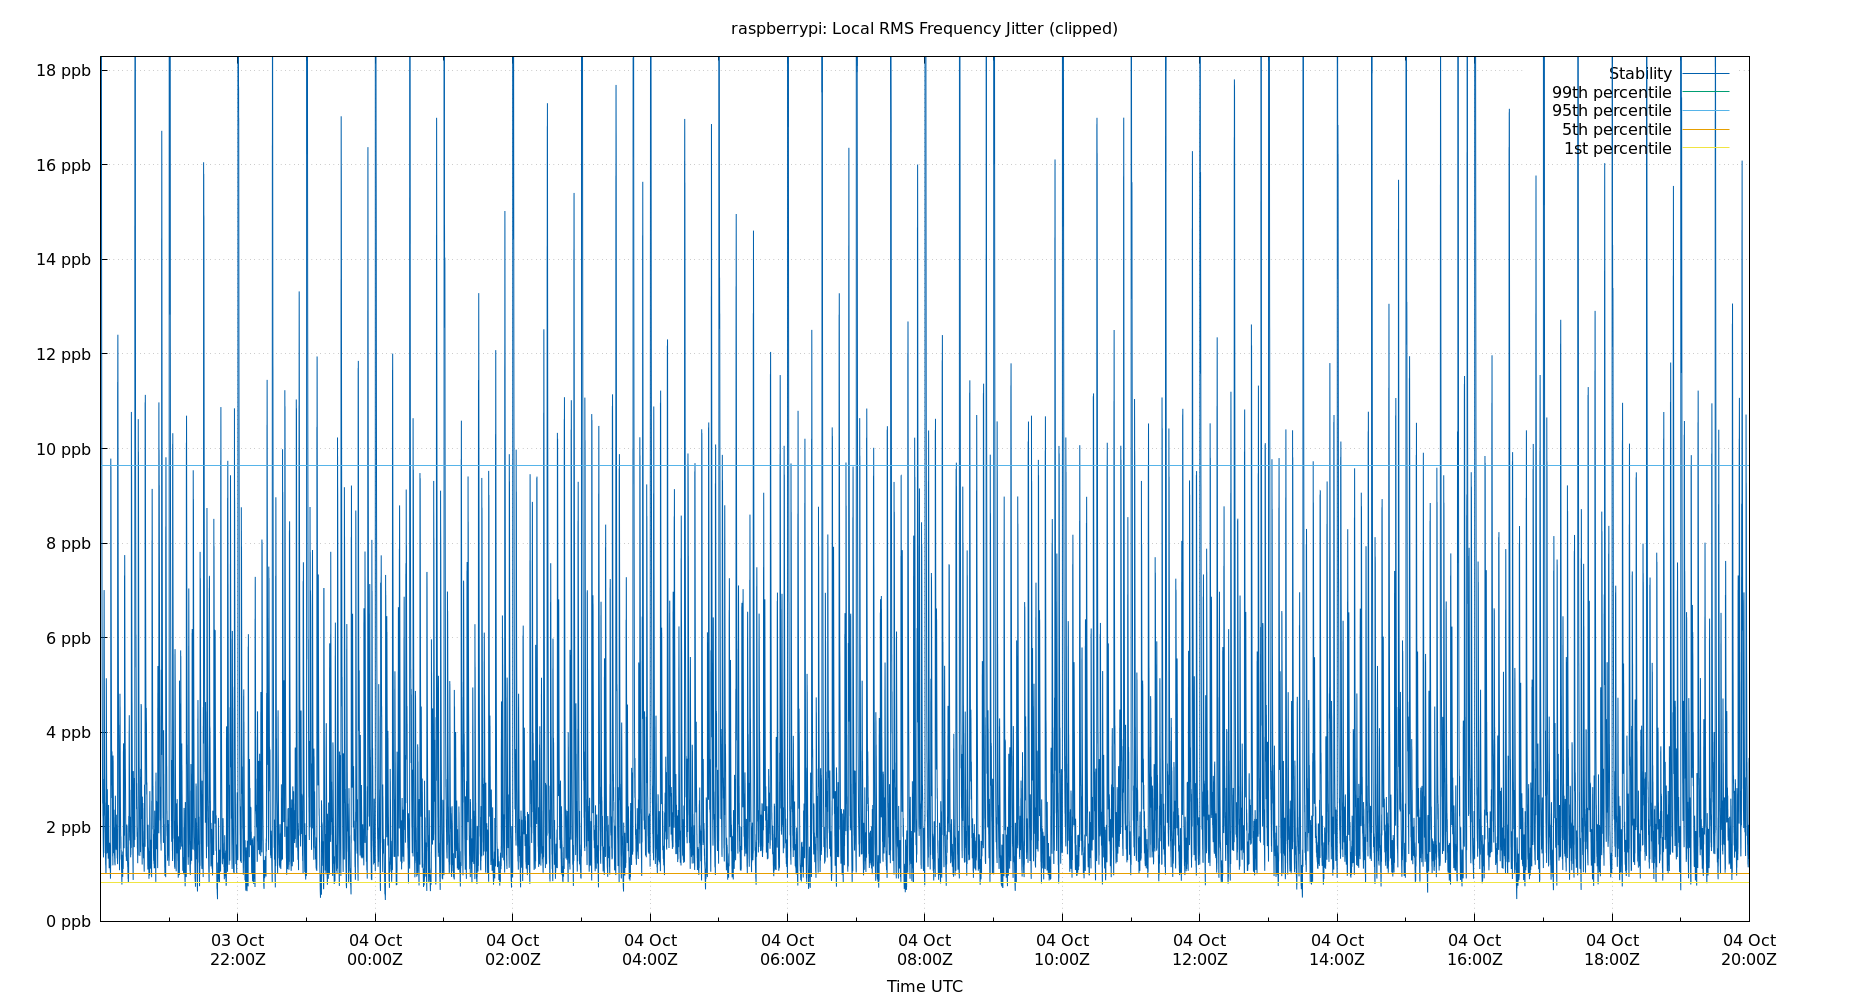 raspberrypi: Local RMS Frequency Jitter (clipped)
18 ppb
16 ppb
14 ppb
12 ppb
10 ppb
8 ppb
6 ppb
4 ppb
2 ppb
0 ppb
Stability
99th percentile
95th percentile
5th percentile
1st percentile
03 Oct 22:00Z
04 Oct 00:00Z
04 Oct 02:00Z
04 Oct 04:00Z
04 Oct 06:00Z
04 Oct 08:00Z
04 Oct 10:00Z
04 Oct 12:00Z
04 Oct 14:00Z
04 Oct 16:00Z
04 Oct 18:00Z
04 Oct 20:00Z
Time UTC